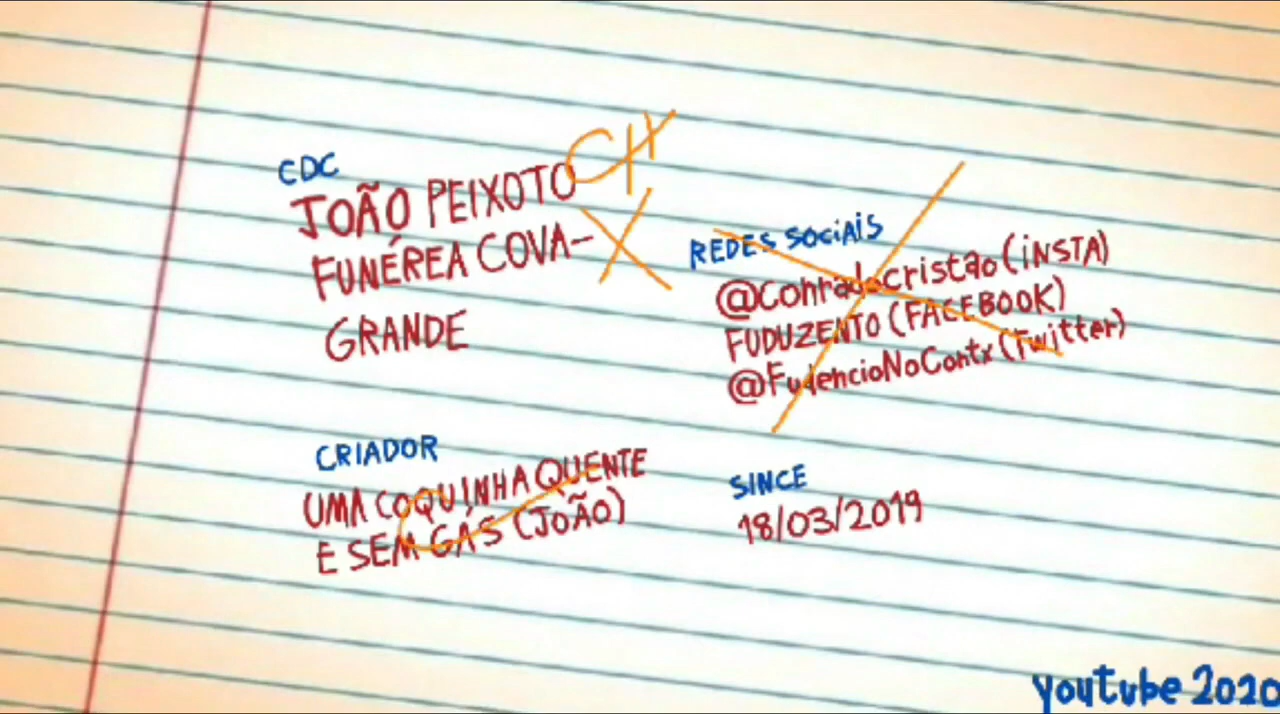 CDC
JOÃO PEIXOTO CH
FUNÉREA COVA- X
GRANDE
REDES SOCIAIS
@Conradocristao (INSTA)
FUDUZENTO (FACEBOOK)
@FudencioNoContx (Twitter)
CRIADOR
UMA COQUINHA QUENTE
E SEM GÁS (JOÃO)
SINCE
18/03/2019
youtube 2020